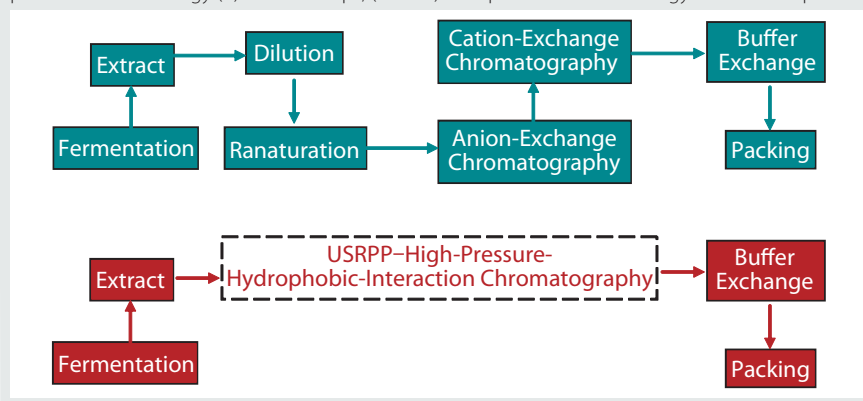 Cation-Exchange
Chromatography
Buffer
Exchange
Dilution
Extract
Fermentation
Ranaturation
Anion-Exchange
Chromatography
Packing
USRPP–High-Pressure-
Hydrophobic-Interaction Chromatography
Buffer
Exchange
Extract
Fermentation
Packing